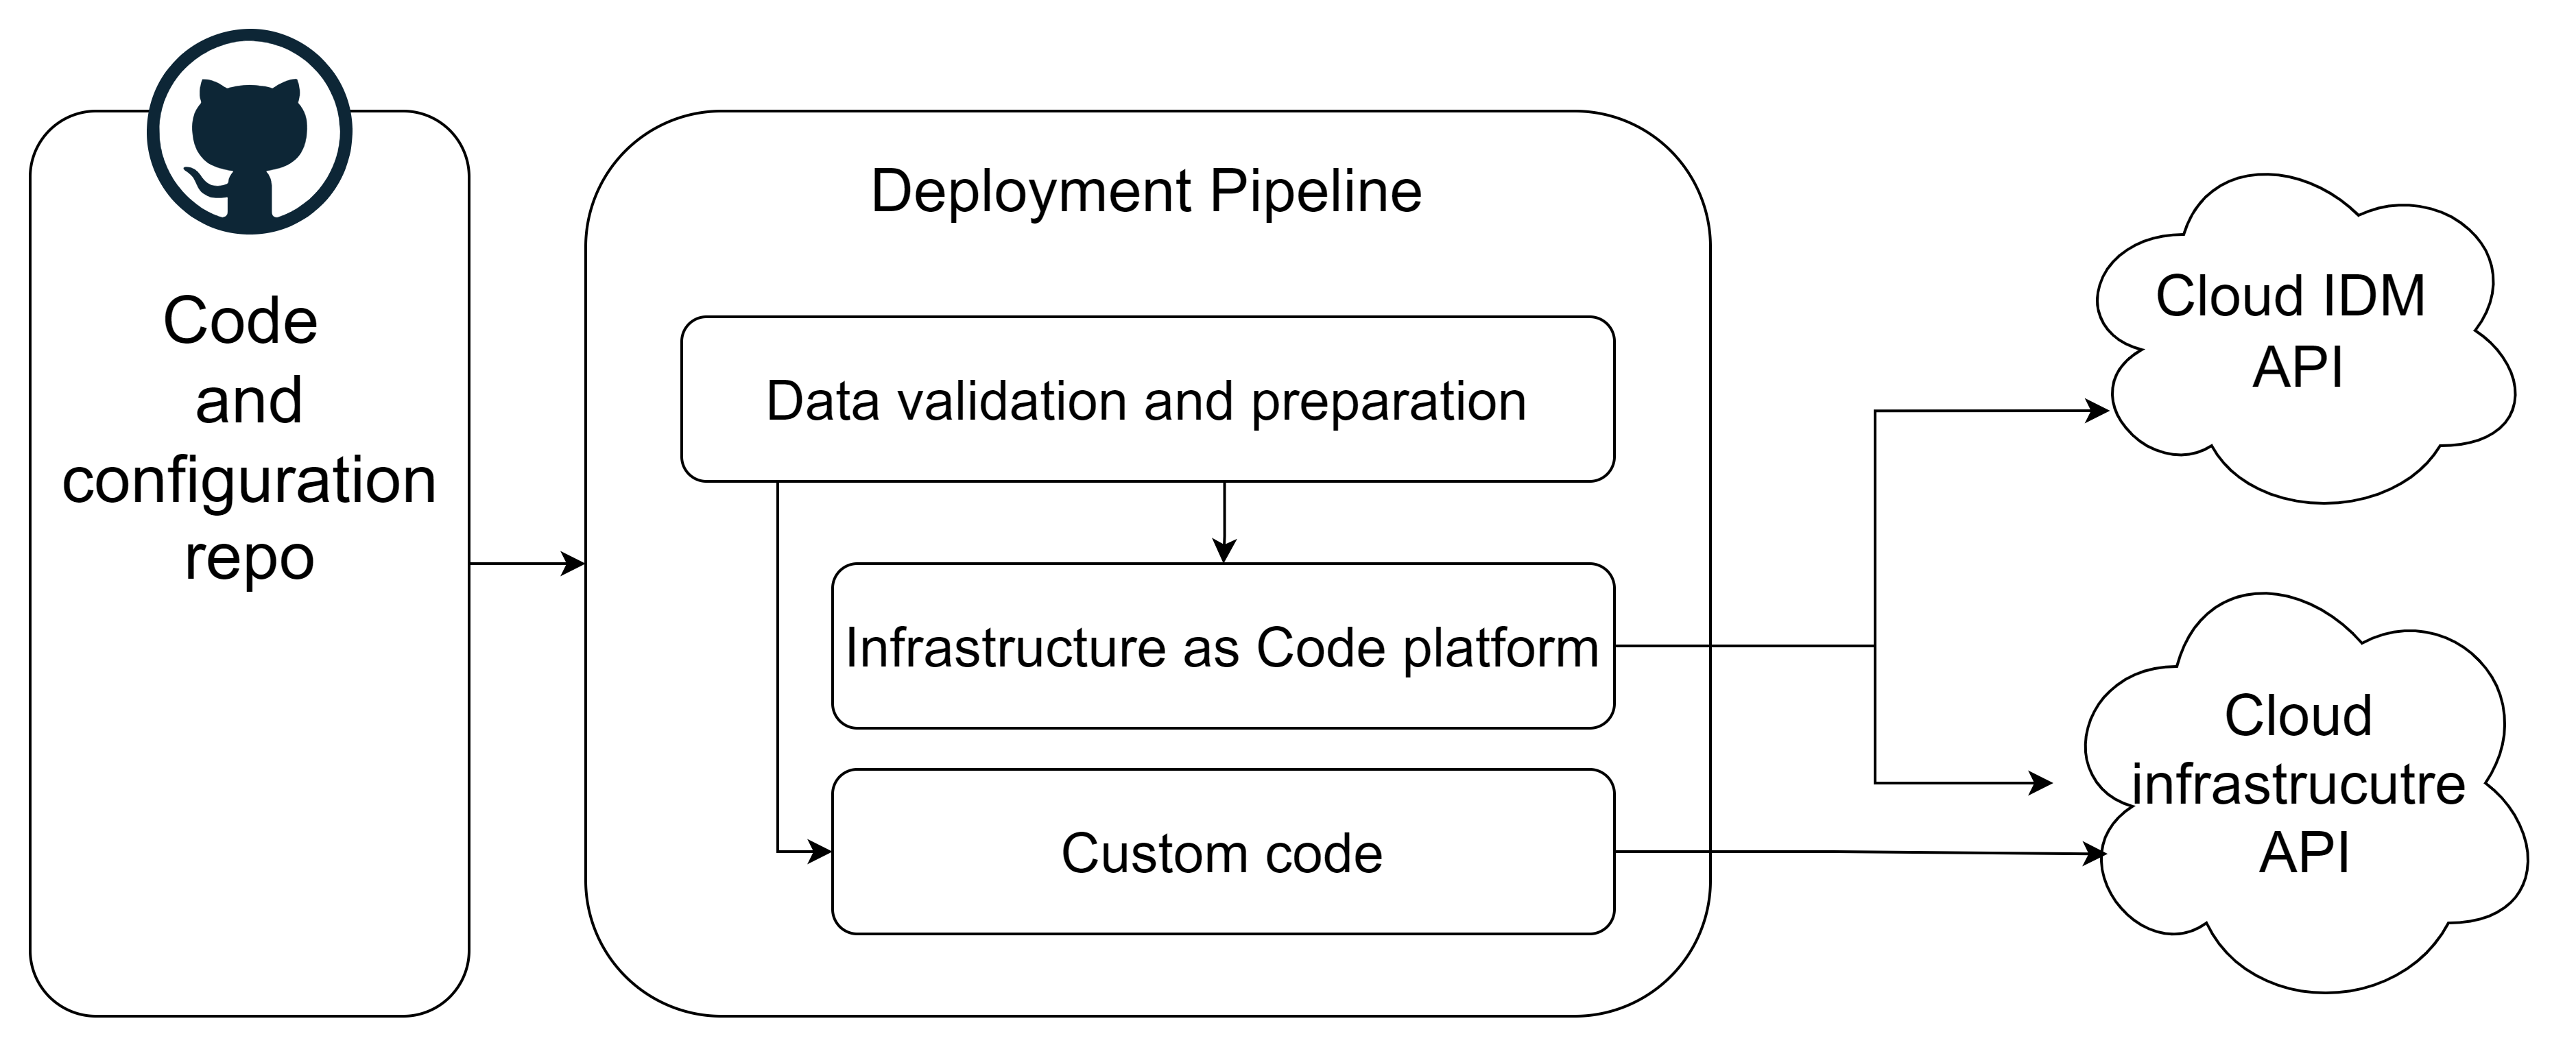 Code
and
configuration
repo
Deployment Pipeline
Data validation and preparation
Infrastructure as Code platform
Custom code
Cloud IDM
API
Cloud
infrastrucutre
API